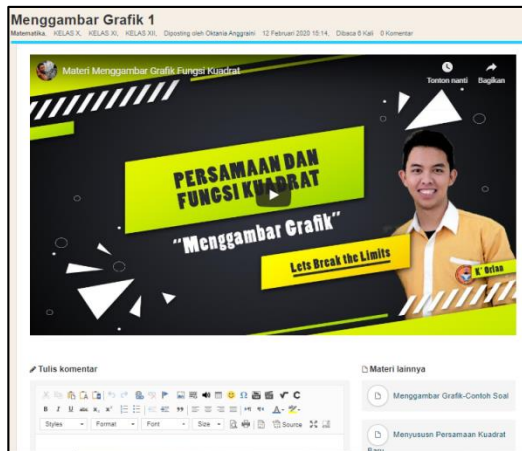 Menggambar Grafik 1
Matematika, KELAS X, KELAS XI, KELAS XII, Diposting oleh Oktania Anggraini 12 Februari 2020 15:14, Dibaca 6 Kali 0 Komentar
Materi Menggambar Grafik Fungsi Kuadrat
Tonton nanti Bagikan
PERSAMAAN DAN
FUNGSI KUADRAT
"Menggambar Grafik"
Lets Break the Limits
K' Orlan
Tulis komentar
Materi lainnya
Menggambar Grafik-Contoh Soal
Styles Format Font Size Source
Menyusun Persamaan Kuadrat
Baru